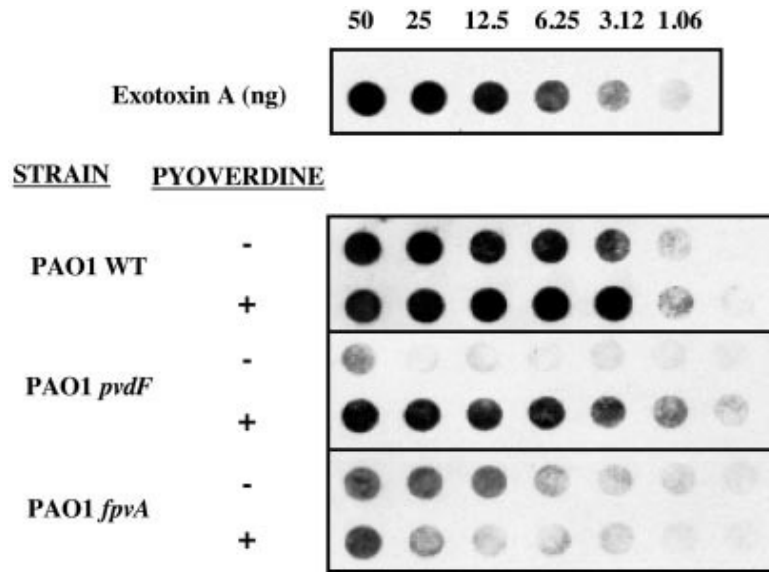 50 25 12.5 6.25 3.12 1.06
Exotoxin A (ng)
STRAIN PYOVERDINE
-
PAO1 WT
+
-
PAO1 pvdF
+
-
PAO1 fpvA
+